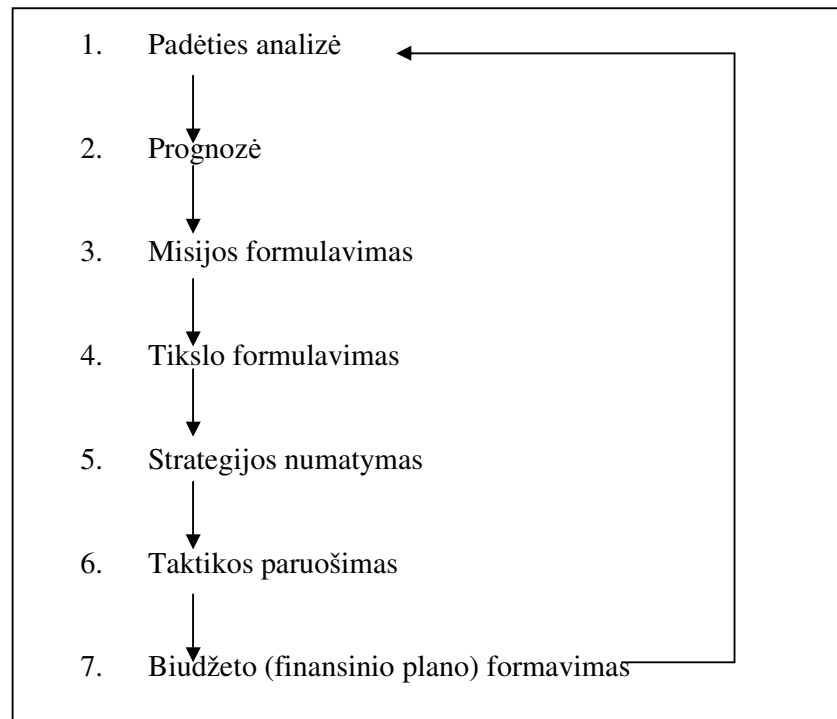 1. Padėties analizė
2. Prognozė
3. Misijos formulavimas
4. Tikslo formulavimas
5. Strategijos numatymas
6. Taktikos paruošimas
7. Biudžeto (finansinio plano) formavimas